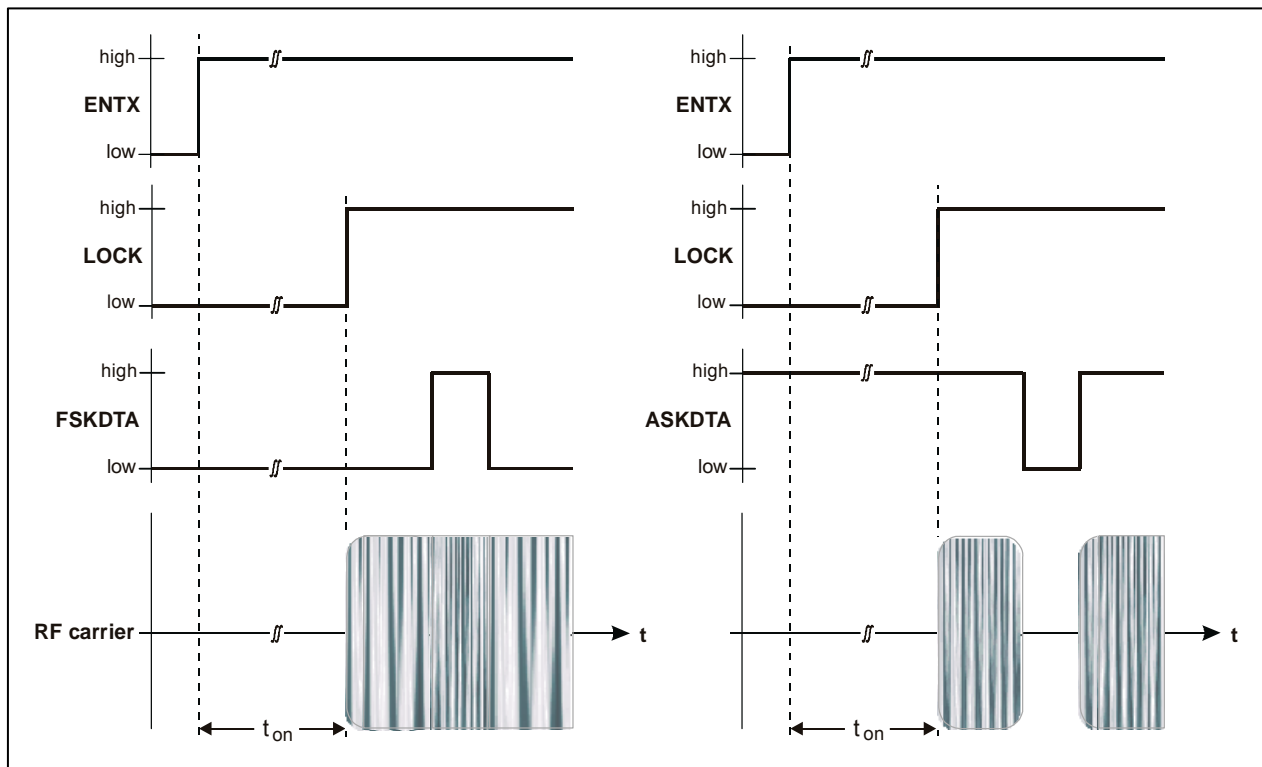 high
ENTX
low
high
LOCK
low
high
FSKDTA
low
RF carrier
t
t on
high
ENTX
low
high
LOCK
low
high
ASKDTA
low
t
t on